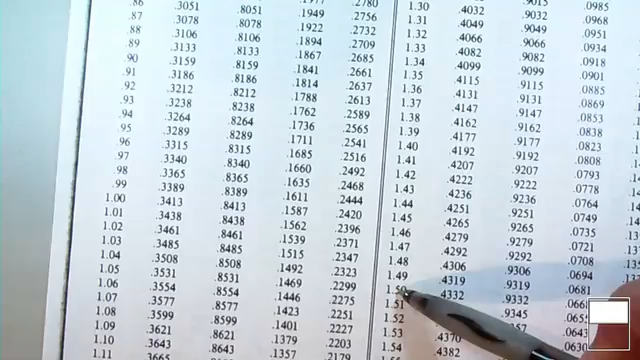 .2780
.86 .3051 .8051 .1949 .2756
.87 .3078 .8078 .1922 .2732
.88 .3106 .8106 .1894 .2709
.89 .3133 .8133 .1867 .2685
.90 .3159 .8159 .1841 .2661
.91 .3186 .8186 .1814 .2637
.92 .3212 .8212 .1788 .2613
.93 .3238 .8238 .1762 .2589
.94 .3264 .8264 .1736 .2565
.95 .3289 .8289 .1711 .2541
.96 .3315 .8315 .1685 .2516
.97 .3340 .8340 .1660 .2492
.98 .3365 .8365 .1635 .2468
.99 .3389 .8389 .1611 .2444
1.00 .3413 .8413 .1587 .2420
1.01 .3438 .8438 .1562 .2396
1.02 .3461 .8461 .1539 .2371
1.03 .3485 .8485 .1515 .2347
1.04 .3508 .8508 .1492 .2323
1.05 .3531 .8531 .1469 .2299
1.06 .3554 .8554 .1446 .2275
1.07 .3577 .8577 .1423 .2251
1.08 .3599 .8599 .1401 .2227
1.09 .3621 .8621
1.10 .3643 .8643 .1357 .2179
1.11
.0985
1.30 .4032 .9032 .0968
1.31 .4049 .9049 .0951
1.32 .4066 .9066 .0934
1.33 .4082 .9082 .0918
1.34 .4099 .9099 .0901
1.35 .4115 .9115 .0885
1.36 .4131 .9131 .0869
1.37 .4147 .9147 .0853
1.38 .4162 .9162 .0838
1.39 .4177 .9177 .0823
1.40 .4192 .9192 .0808
1.41 .4207 .9207 .0793
1.42 .4222 .9222 .0778
1.43 .4236 .9236 .0764
1.44 .4251 .9251 .0749
1.45 .4265 .9265 .0735
1.46 .4279 .9279 .0721
1.47 .4292 .9292 .0708
1.48 .4306 .9306 .0694
1.49 .4319 .9319 .0681
1.50 .4332 .9332
1.51 .9345
1.52
1.53 .4370
1.54 .4382